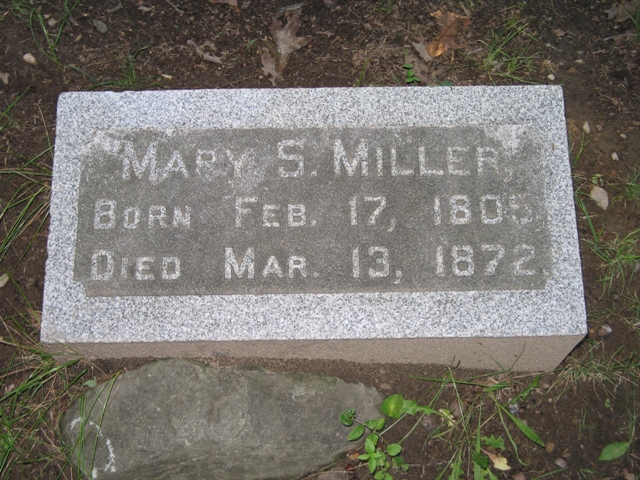 MARY S. MILLER,
BORN FEB. 17, 1805
DIED MAR. 13, 1872.